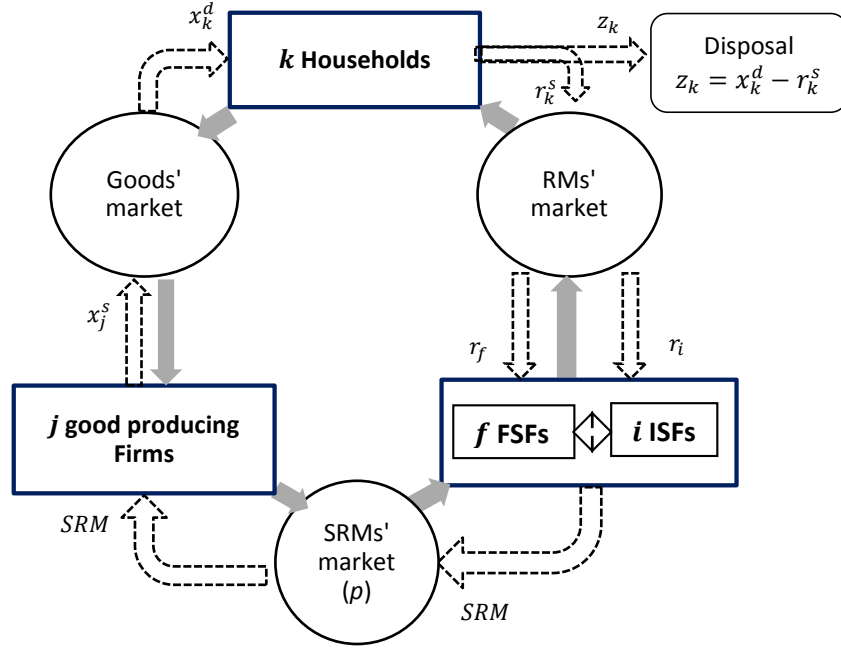 x_k^d
k Households
z_k
Disposal
z_k = x_k^d − r_k^s
r_k^s
Goods'
market
RMs'
market
x_j^s
r_f
r_i
j good producing
Firms
f FSFs
i ISFs
SRM
SRMs'
market
(p)
SRM